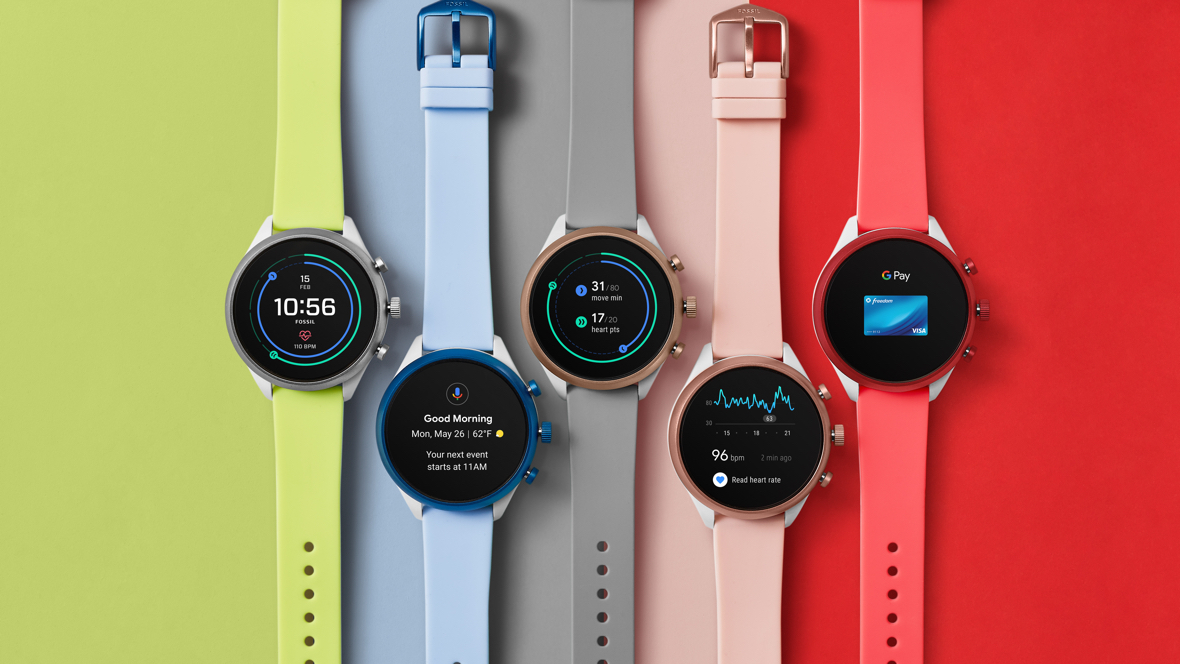 FOSSIL
FOSSIL
15
FEB
10:56
FOSSIL
110 BPM
Good Morning
Mon, May 26 | 62°F
Your next event
starts at 11AM
31/80
move min
17/20
heart pts
60
63
30
15 18 21
96 bpm 2 min ago
Read heart rate
G Pay
freedom
VISA